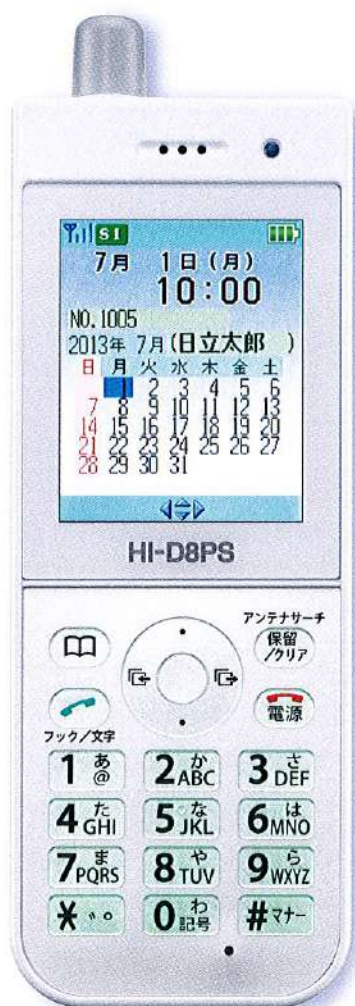 S1
7月 1日(月)
10:00
NO.1005
2013年 7月(日立太郎 )
日 月 火 水 木 金 土
1 2 3 4 5 6
7 8 9 10 11 12 13
14 15 16 17 18 19 20
21 22 23 24 25 26 27
28 29 30 31
HI-D8PS
アンテナサーチ
保留
/クリア
電源
フック/文字
1 あ @ 2 か ABC 3 さ DEF
4 た GHI 5 な JKL 6 は MNO
7 ま PQRS 8 や TUV 9 ら WXYZ
* ゛゜ 0 わ 記号 # マナー